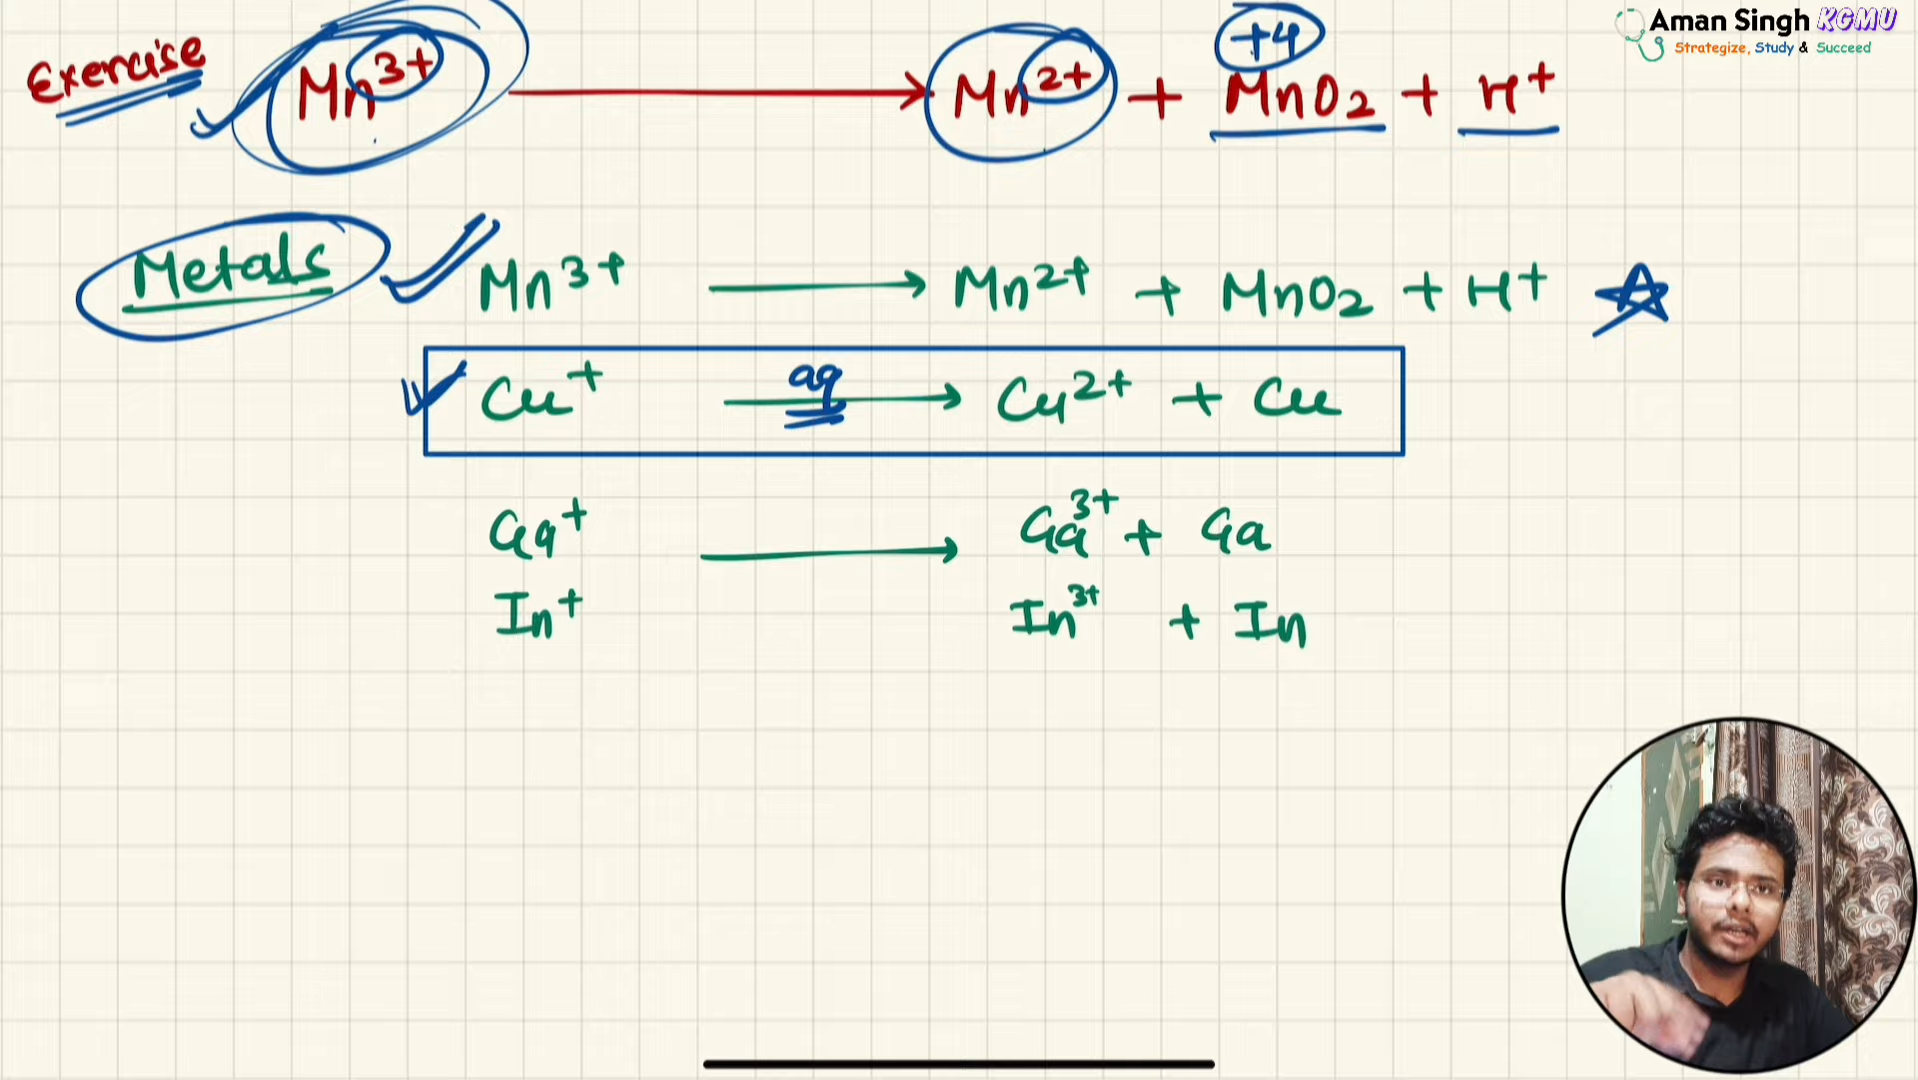 Aman Singh KGMU
Strategize, Study & Succeed
+4
Exercise Mn3+ → Mn2+ + MnO2 + H+
Metals Mn3+ → Mn2+ + MnO2 + H+
Cu+ aq → Cu2+ + Cu
Ga+ → Ga3+ + Ga
In+ In3+ + In